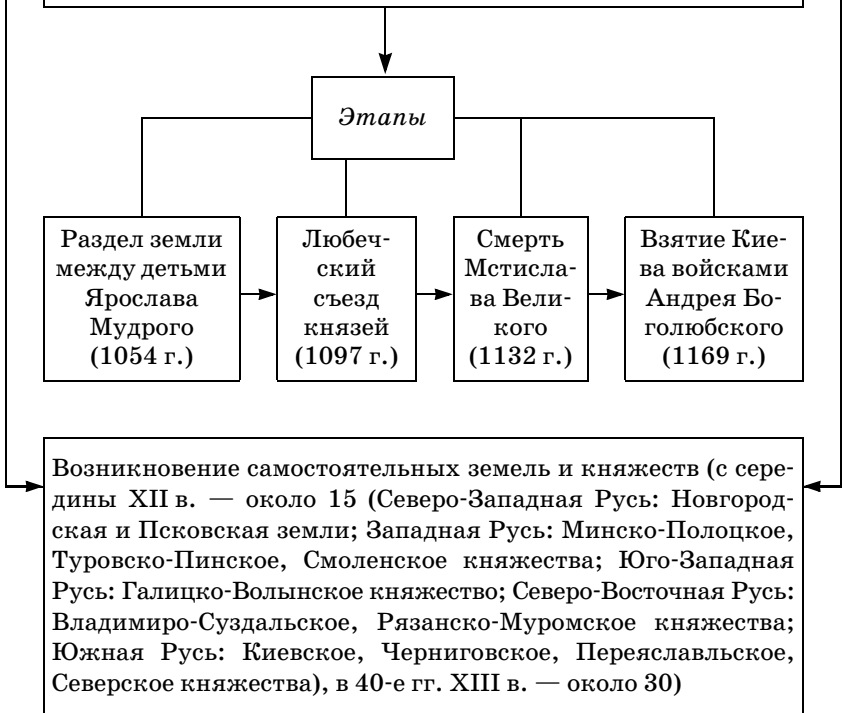 Этапы
Раздел земли
между детьми
Ярослава
Мудрого
(1054 г.)
Любеч-
ский
съезд
князей
(1097 г.)
Смерть
Мстисла-
ва Вели-
кого
(1132 г.)
Взятие Кие-
ва войсками
Андрея Бо-
голюбского
(1169 г.)
Возникновение самостоятельных земель и княжеств (с сере-
дины XII в. — около 15 (Северо-Западная Русь: Новгород-
ская и Псковская земли; Западная Русь: Минско-Полоцкое,
Туровско-Пинское, Смоленское княжества; Юго-Западная
Русь: Галицко-Волынское княжество; Северо-Восточная Русь:
Владимиро-Суздальское, Рязанско-Муромское княжества;
Южная Русь: Киевское, Черниговское, Переяславльское,
Северское княжества), в 40-е гг. XIII в. — около 30)